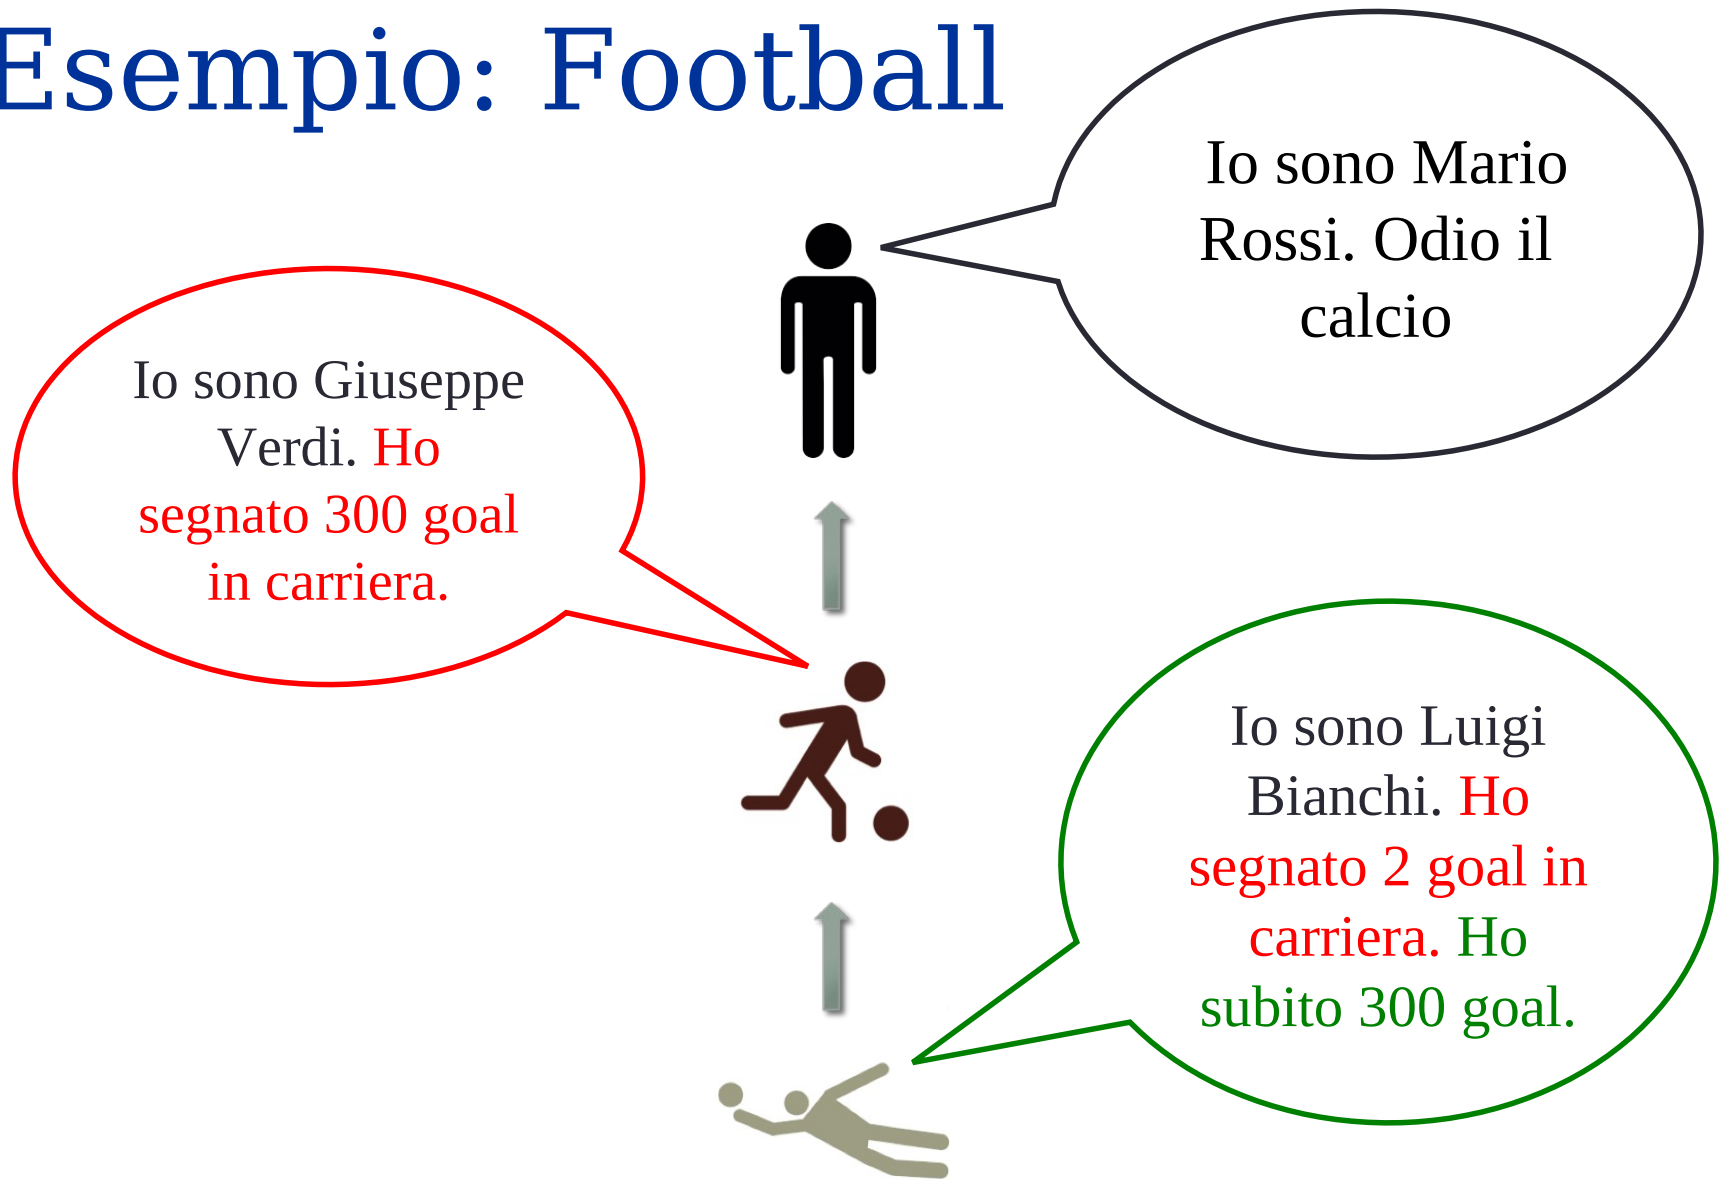 Esempio: Football
Io sono Mario
Rossi. Odio il
calcio
Io sono Giuseppe
Verdi. Ho
segnato 300 goal
in carriera.
Io sono Luigi
Bianchi. Ho
segnato 2 goal in
carriera. Ho
subito 300 goal.